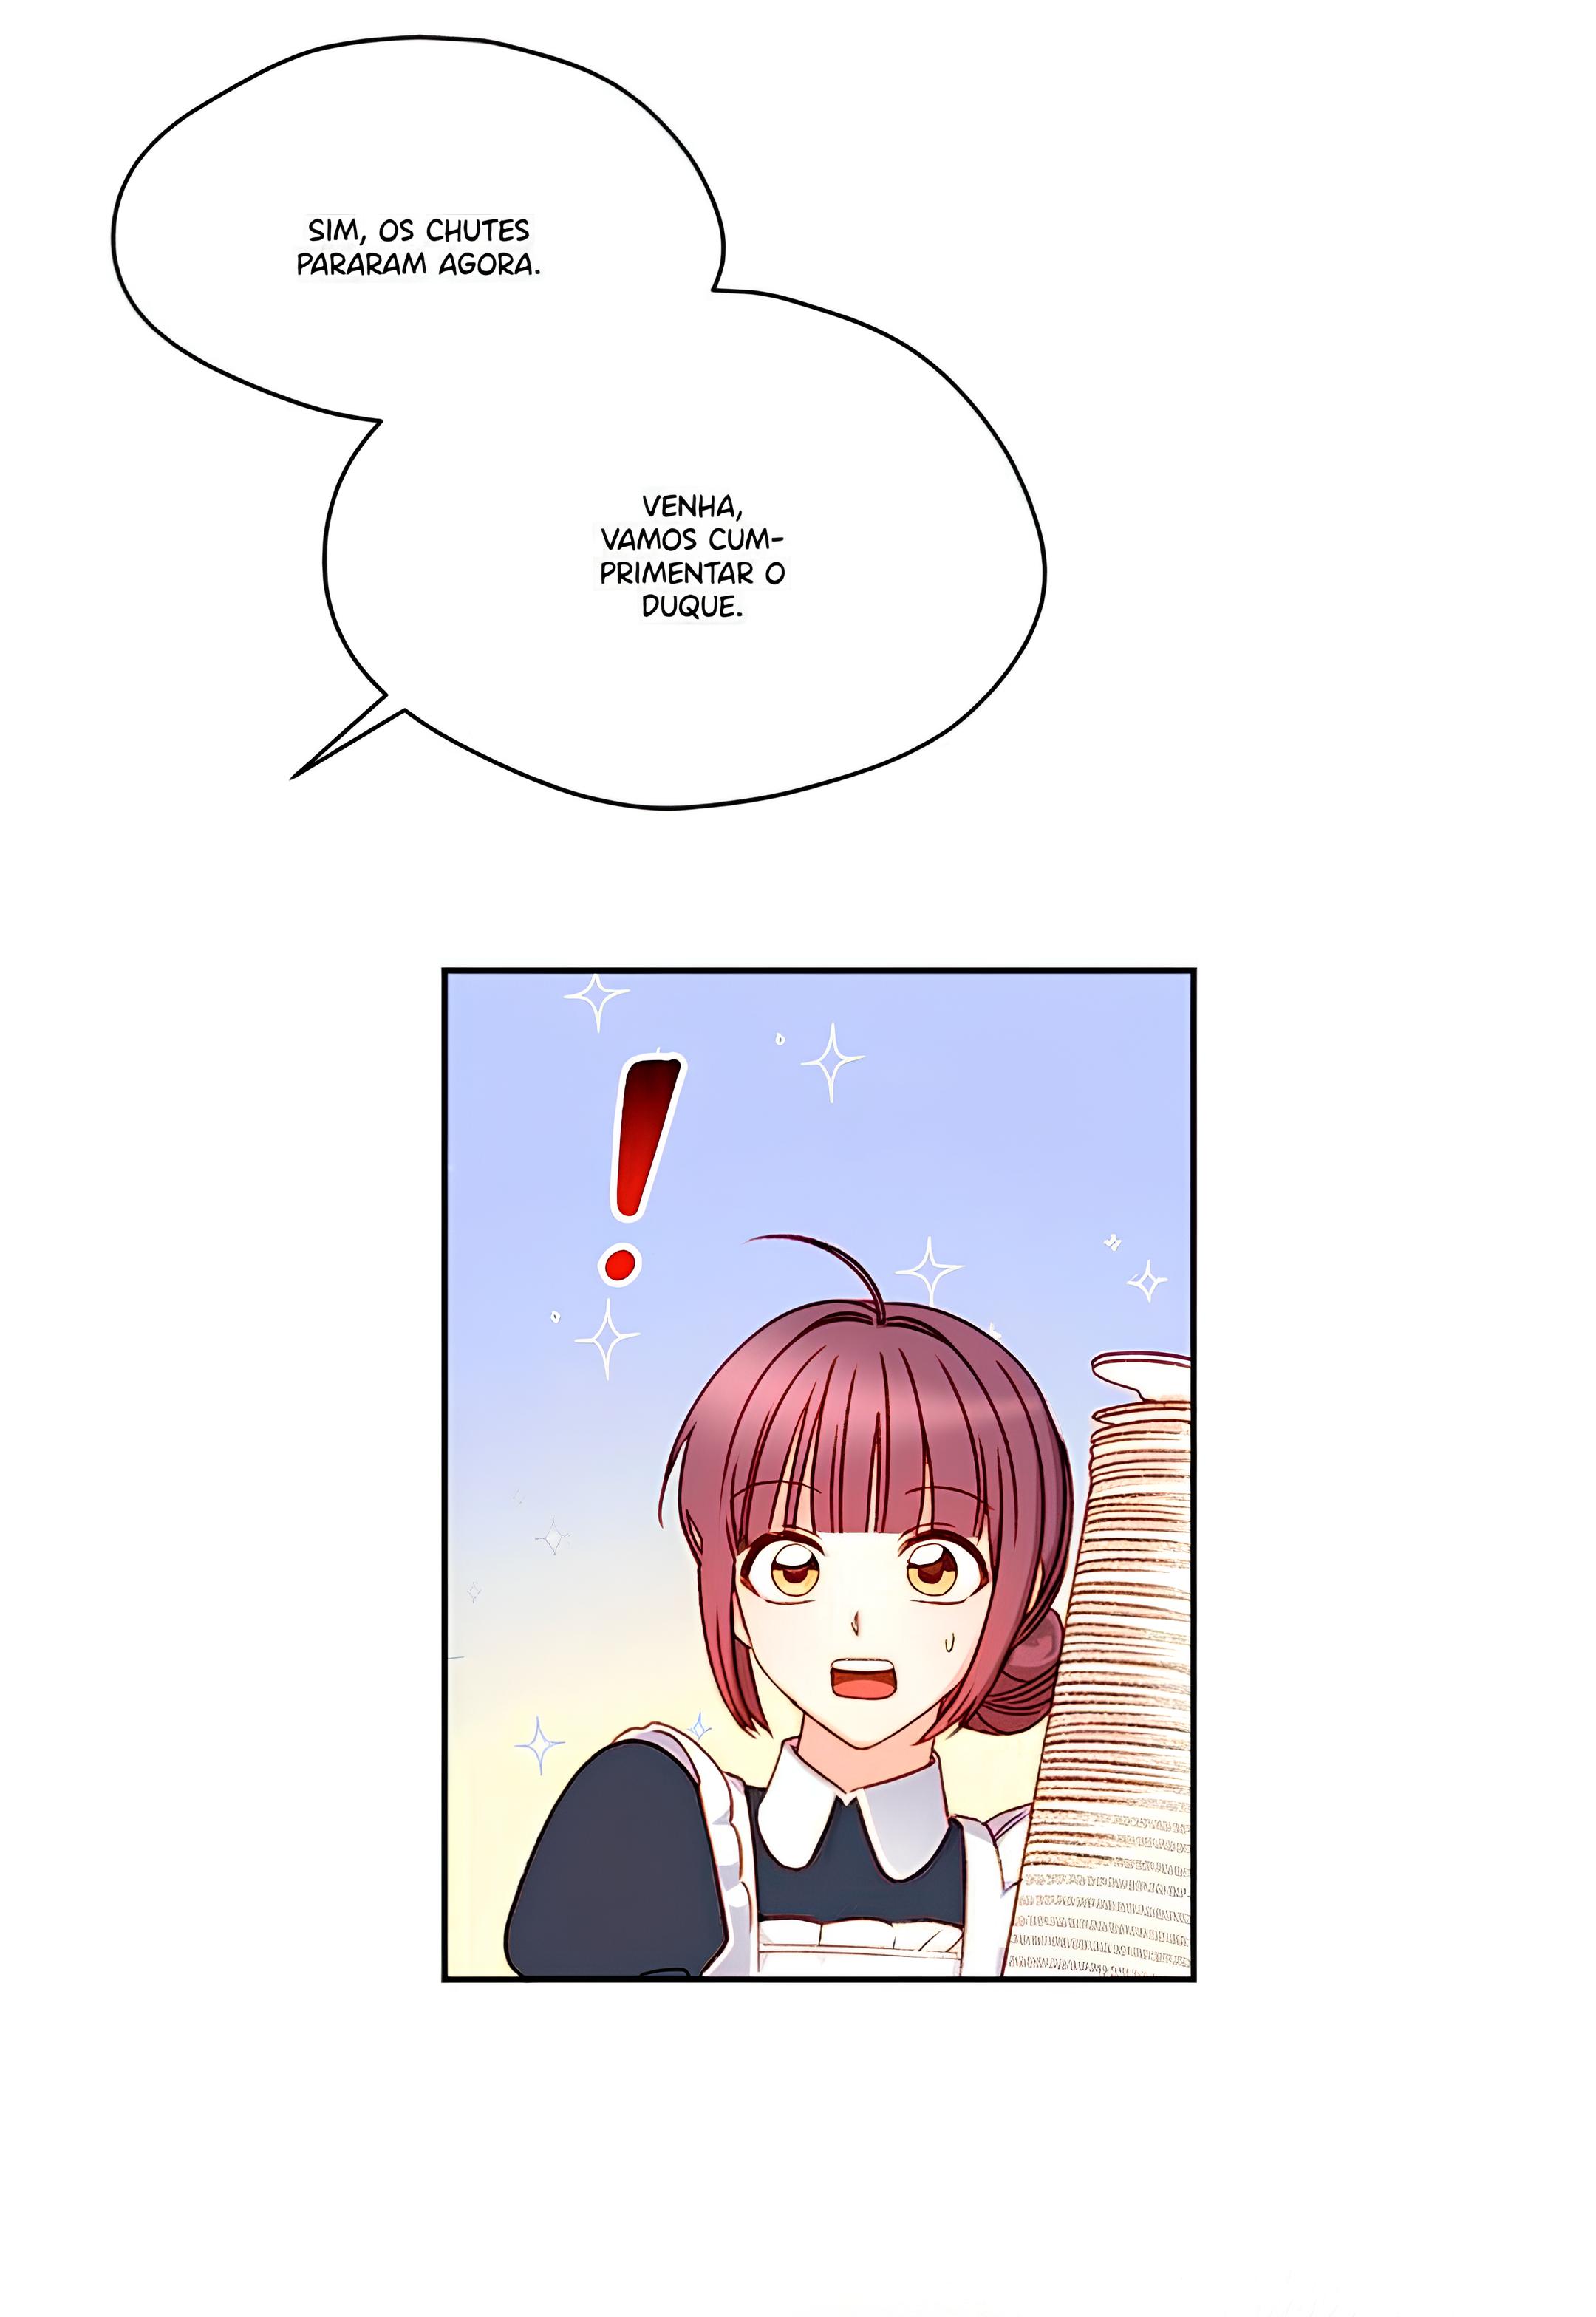 SIM, OS CHUTES
PARARAM AGORA.
VENHA,
VAMOS CUM-
PRIMENTAR O
DUQUE.
!